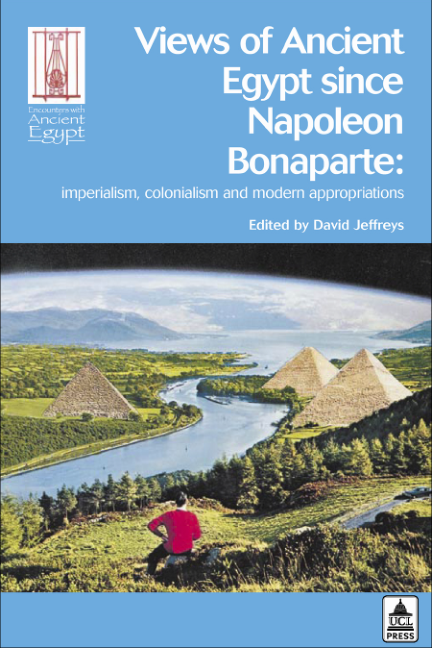 Views of Ancient
Egypt since
Napoleon
Bonaparte:
imperialism, colonialism and modern appropriations
Edited by David Jeffreys
Encounters with
Ancient
Egypt
UCL
PRESS